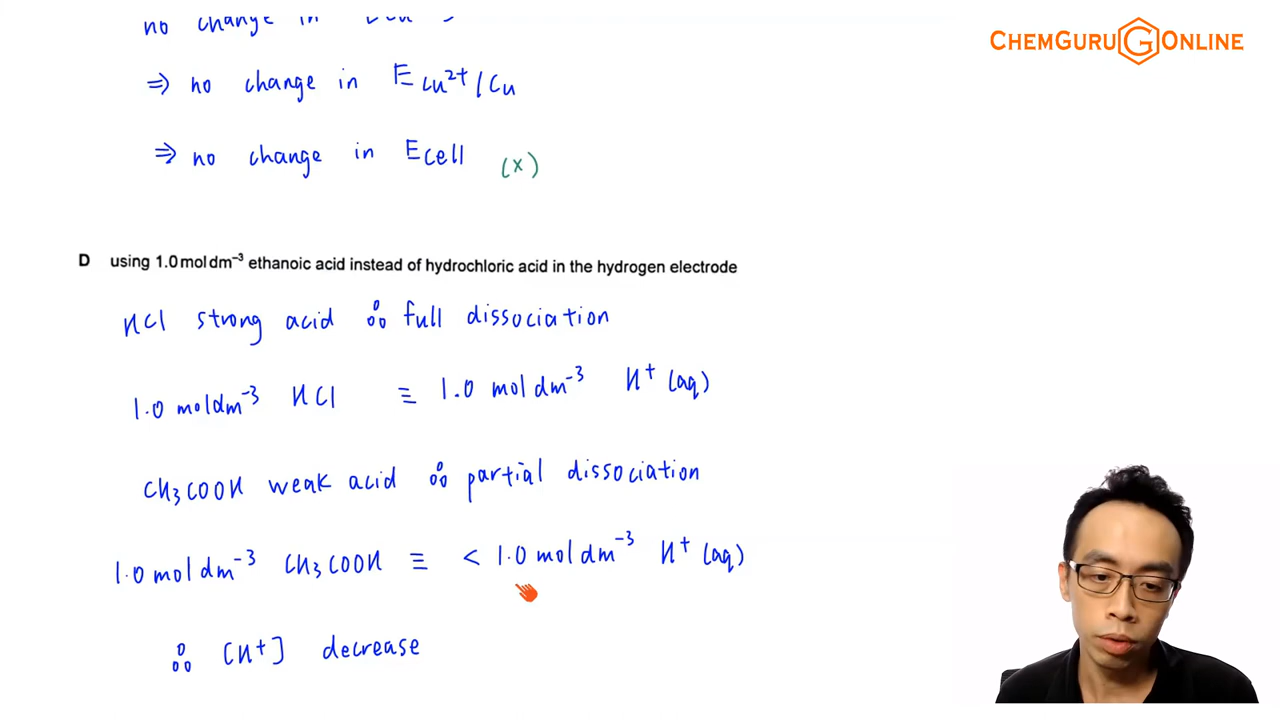 no change in
CHEMGURU G ONLINE
⇒ no change in E Cu²⁺/Cu
⇒ no change in Ecell (x)
D using 1.0 mol dm⁻³ ethanoic acid instead of hydrochloric acid in the hydrogen electrode
HCl strong acid ∴ full dissociation
1.0 moldm⁻³ HCl ≡ 1.0 mol dm⁻³ H⁺ (aq)
CH₃COOH weak acid ∴ partial dissociation
1.0 mol dm⁻³ CH₃COOH ≡ < 1.0 mol dm⁻³ H⁺ (aq)
∴ [H⁺] decrease